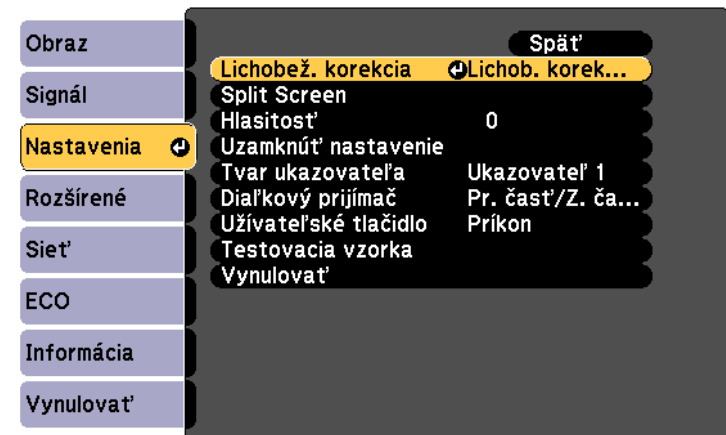 Obraz
Signál
Nastavenia
Rozšírené
Sieť
ECO
Informácia
Vynulovať
Späť
Lichobež. korekcia Lichob. korek...
Split Screen
Hlasitosť 0
Uzamknúť nastavenie
Tvar ukazovateľa Ukazovateľ 1
Diaľkový prijímač Pr. časť/Z. ča...
Užívateľské tlačidlo Príkon
Testovacia vzorka
Vynulovať